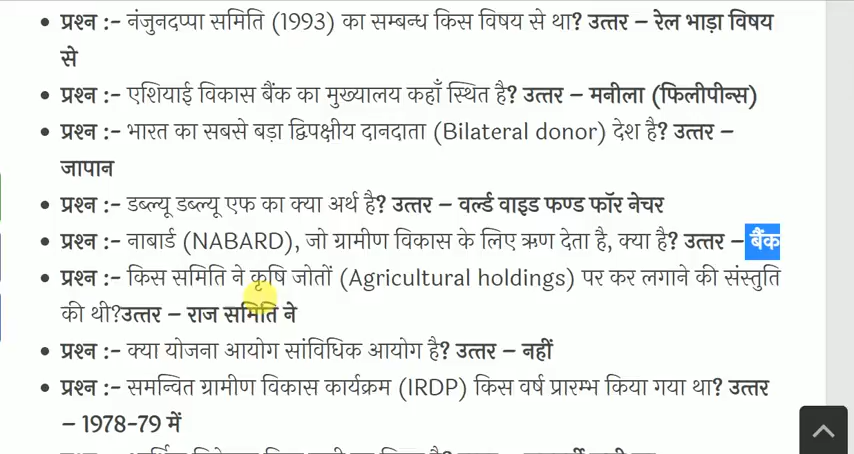 प्रश्न :- नंजुनदप्पा समिति (1993) का सम्बन्ध किस विषय से था? उत्तर – रेल भाड़ा विषय
से
प्रश्न :- एशियाई विकास बैंक का मुख्यालय कहाँ स्थित है? उत्तर – मनीला (फिलीपीन्स)
प्रश्न :- भारत का सबसे बड़ा द्विपक्षीय दानदाता (Bilateral donor) देश है? उत्तर –
जापान
प्रश्न :- डब्ल्यू डब्ल्यू एफ का क्या अर्थ है? उत्तर – वर्ल्ड वाइड फण्ड फॉर नेचर
प्रश्न :- नाबार्ड (NABARD), जो ग्रामीण विकास के लिए ऋण देता है, क्या है? उत्तर – बैंक
प्रश्न :- किस समिति ने कृषि जोतों (Agricultural holdings) पर कर लगाने की संस्तुति
की थी?उत्तर – राज समिति ने
प्रश्न :- क्या योजना आयोग सांविधिक आयोग है? उत्तर – नहीं
प्रश्न :- समन्वित ग्रामीण विकास कार्यक्रम (IRDP) किस वर्ष प्रारम्भ किया गया था? उत्तर
– 1978-79 में